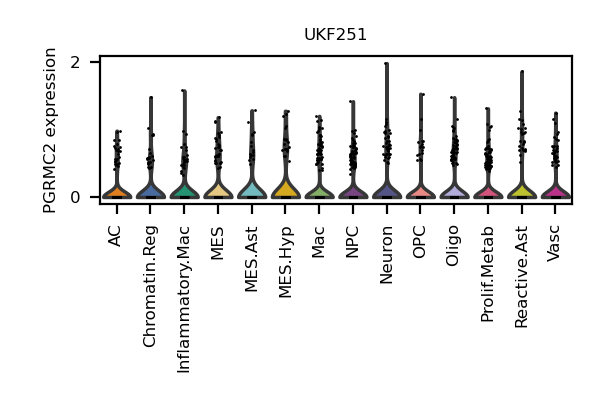 UKF251
PGRMC2 expression
2
0
AC
Chromatin.Reg
Inflammatory.Mac
MES
MES.Ast
MES.Hyp
Mac
NPC
Neuron
OPC
Oligo
Prolif.Metab
Reactive.Ast
Vasc